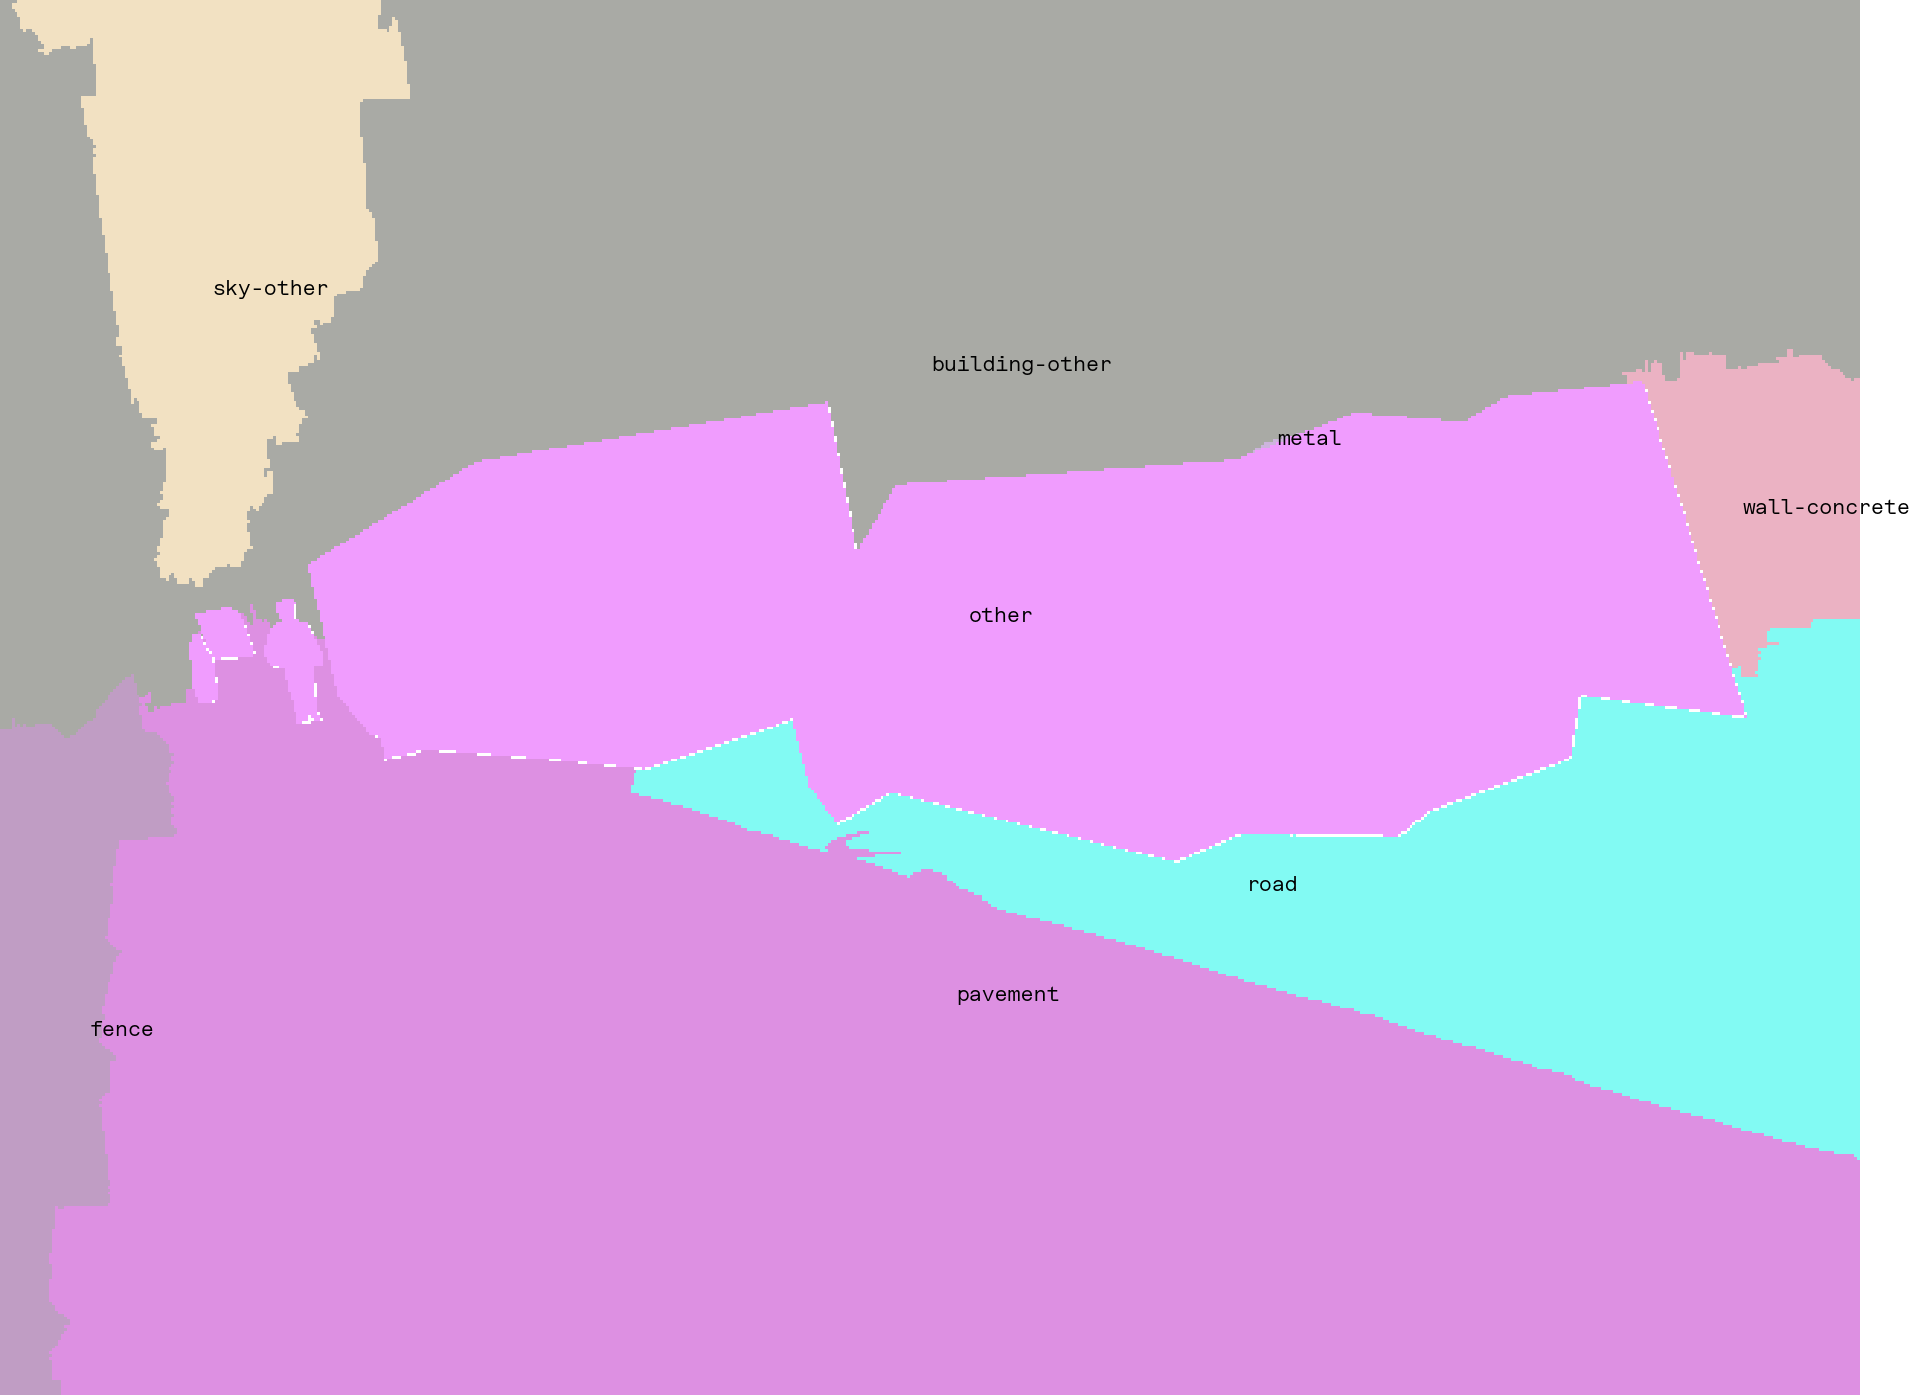 sky-other
building-other
metal
wall-concrete
other
road
pavement
fence